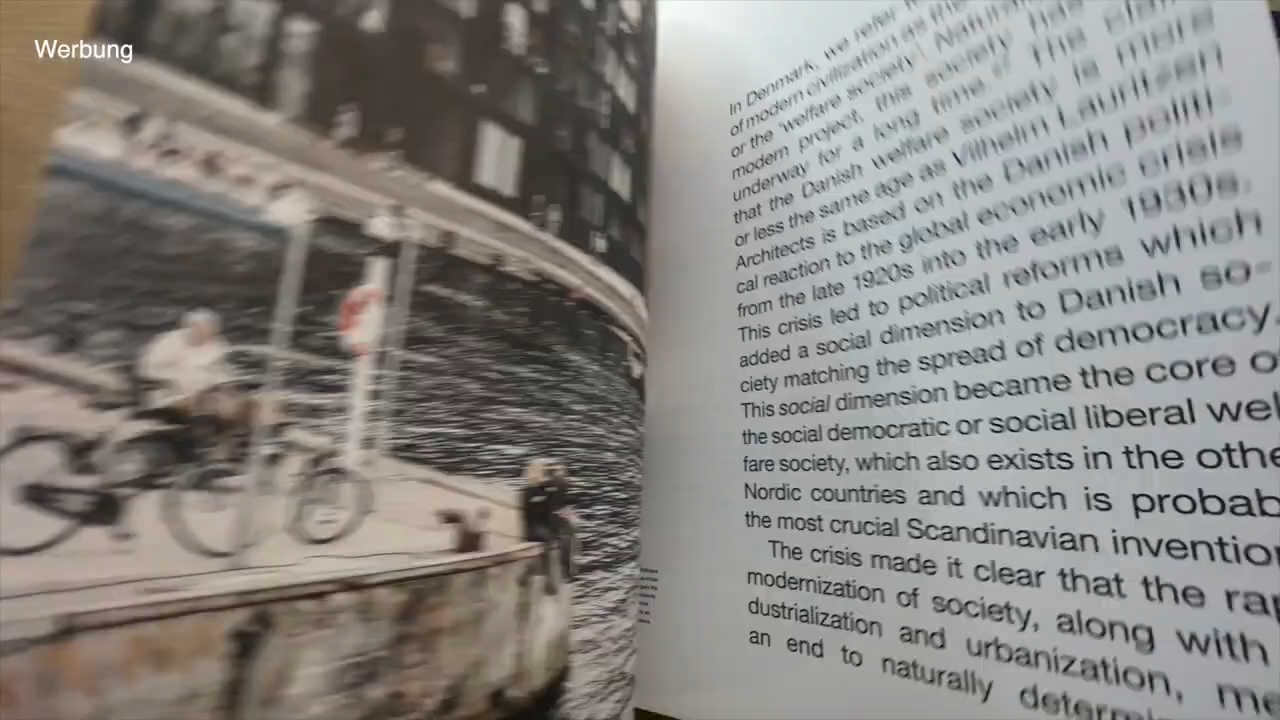 Werbung
In Denmark, we refer
of modern civilization as the
or the 'welfare society'.
modern project, this society has
underway for a long time.
that the Danish welfare society is more
or less the same age as Vilhelm Lauritzen
Architects is based on the Danish politi-
cal reaction to the global economic crisis
from the late 1920s into the early 1930s.
This crisis led to political reforms which
added a social dimension to Danish so-
ciety matching the spread of democracy.
This social dimension became the core o
the social democratic or social liberal wel
fare society, which also exists in the othe
Nordic countries and which is probab
the most crucial Scandinavian inventio
The crisis made it clear that the rap
modernization of society, along with
dustrialization and urbanization, me
an end to naturally determi